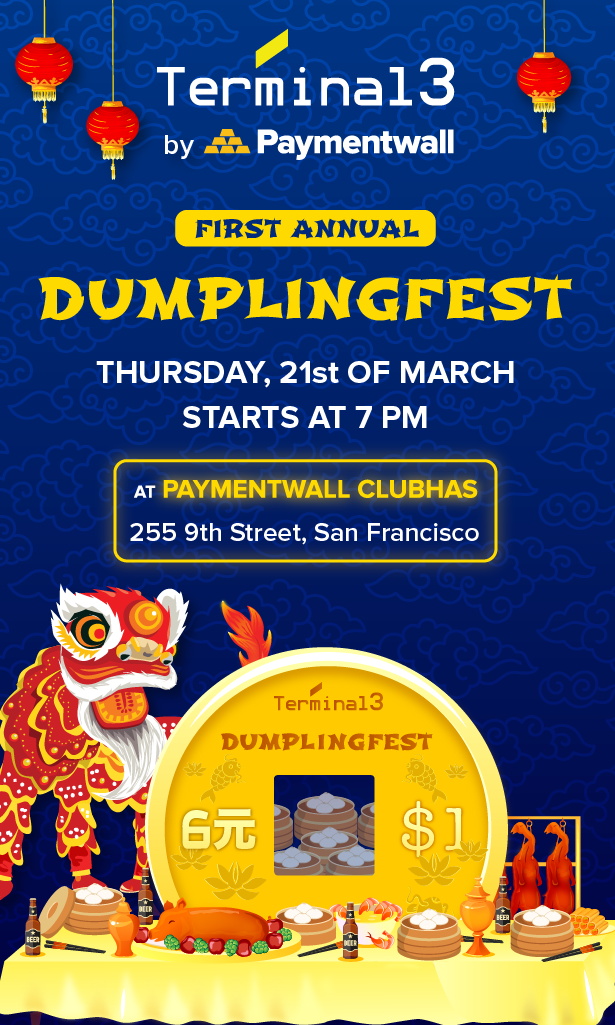 Terminal3
by Paymentwall
FIRST ANNUAL
DUMPLINGFEST
THURSDAY, 21st OF MARCH
STARTS AT 7 PM
AT PAYMENTWALL CLUBHAS
255 9th Street, San Francisco
Terminal3
DUMPLINGFEST
6元 $1
BEER
BEER
BEER
BEER